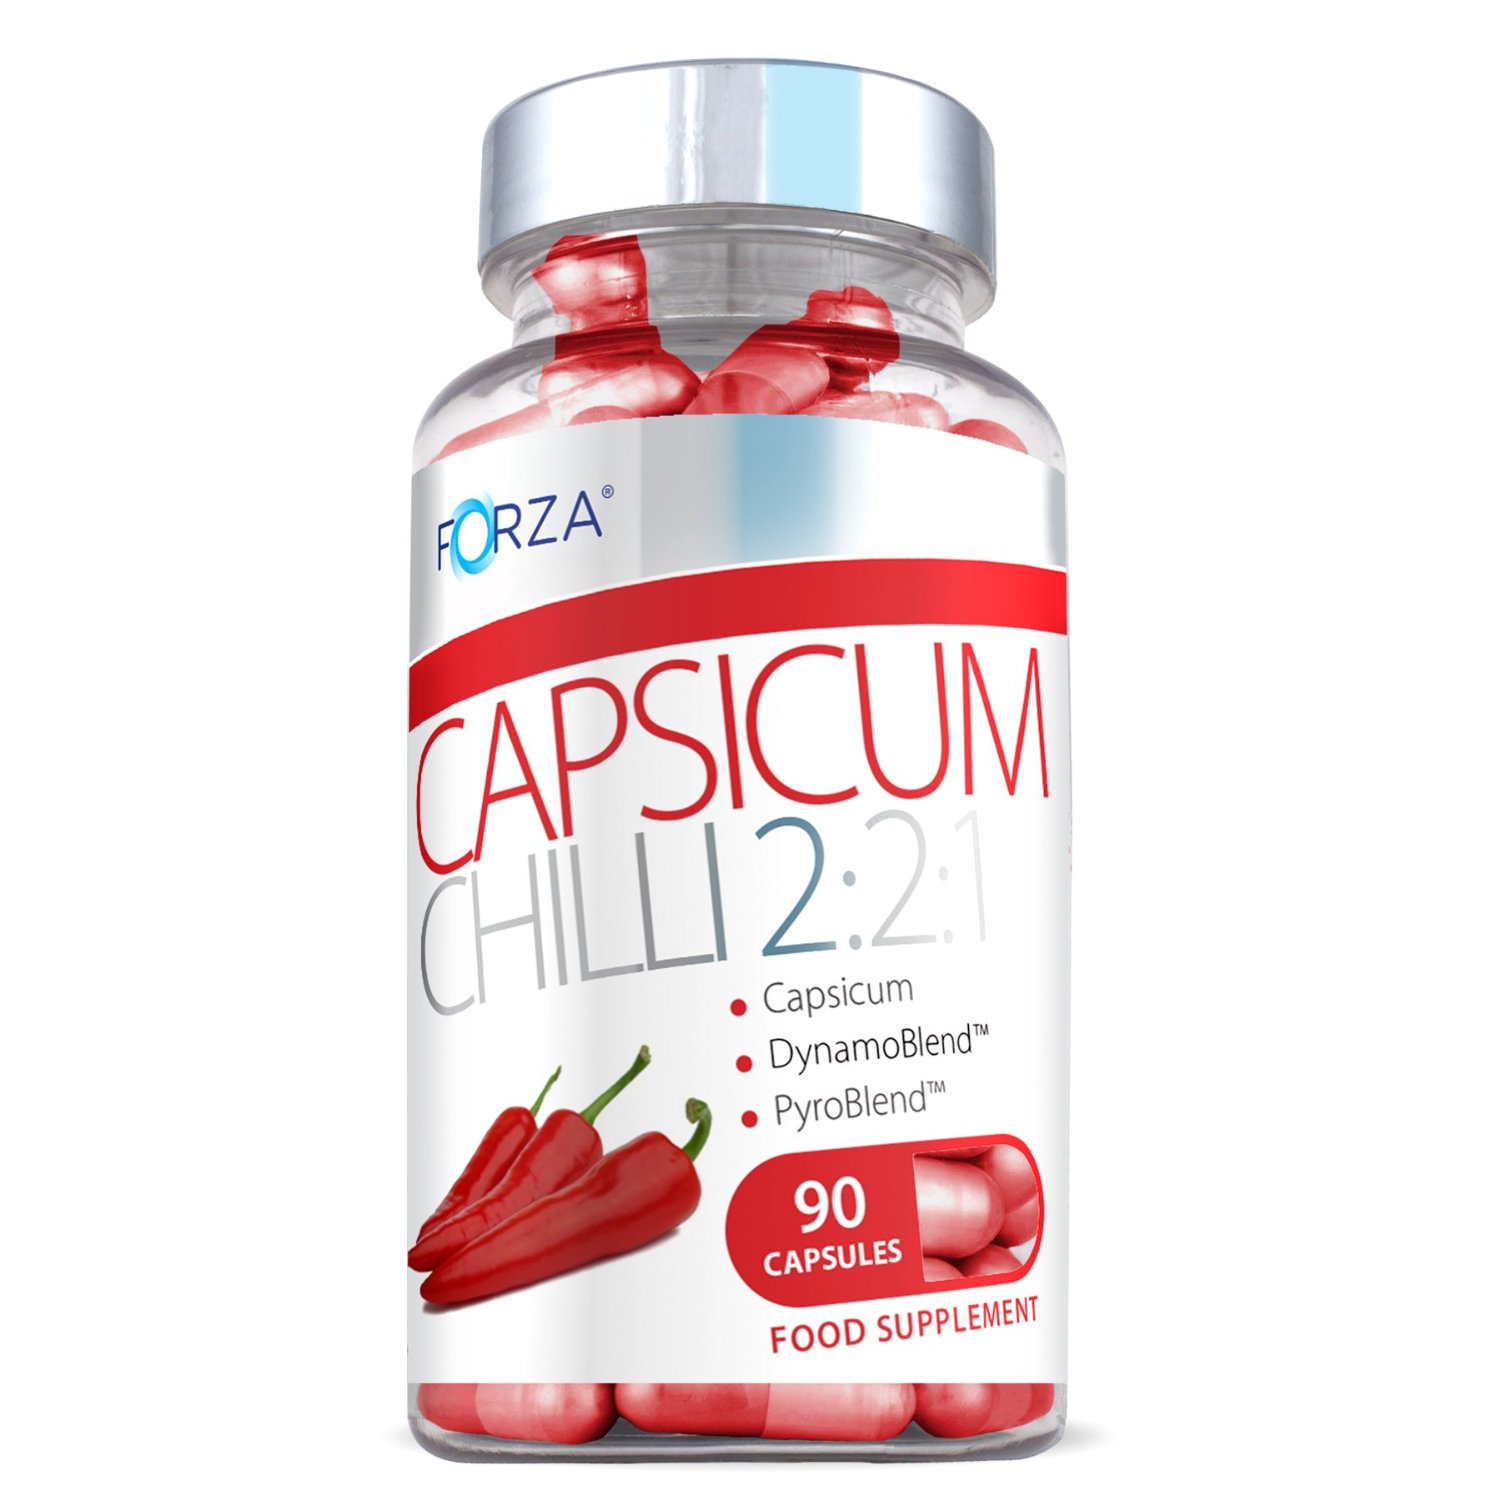 FORZA®
CAPSICUM
CHILLI 2:2:1
• Capsicum
• DynamoBlend™
• PyroBlend™
90
CAPSULES
FOOD SUPPLEMENT